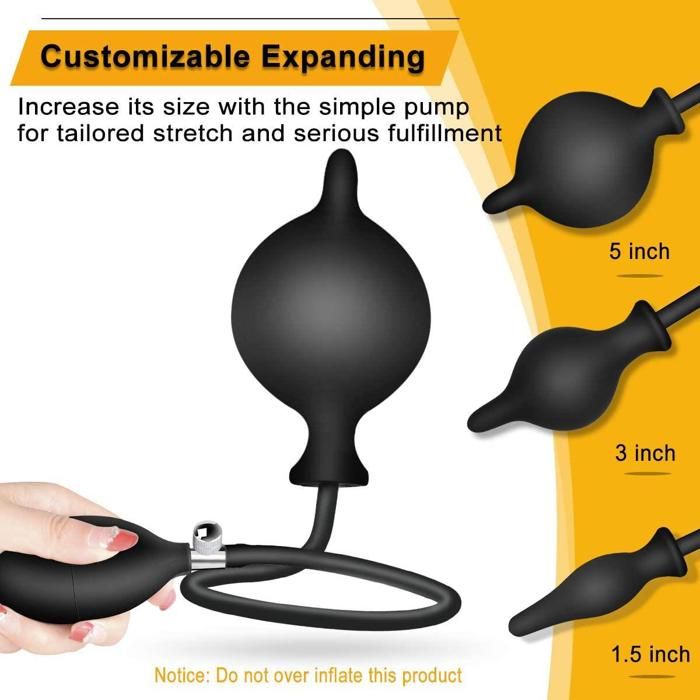 Customizable Expanding
Increase its size with the simple pump
for tailored stretch and serious fulfillment
5 inch
3 inch
1.5 inch
Notice: Do not over inflate this product